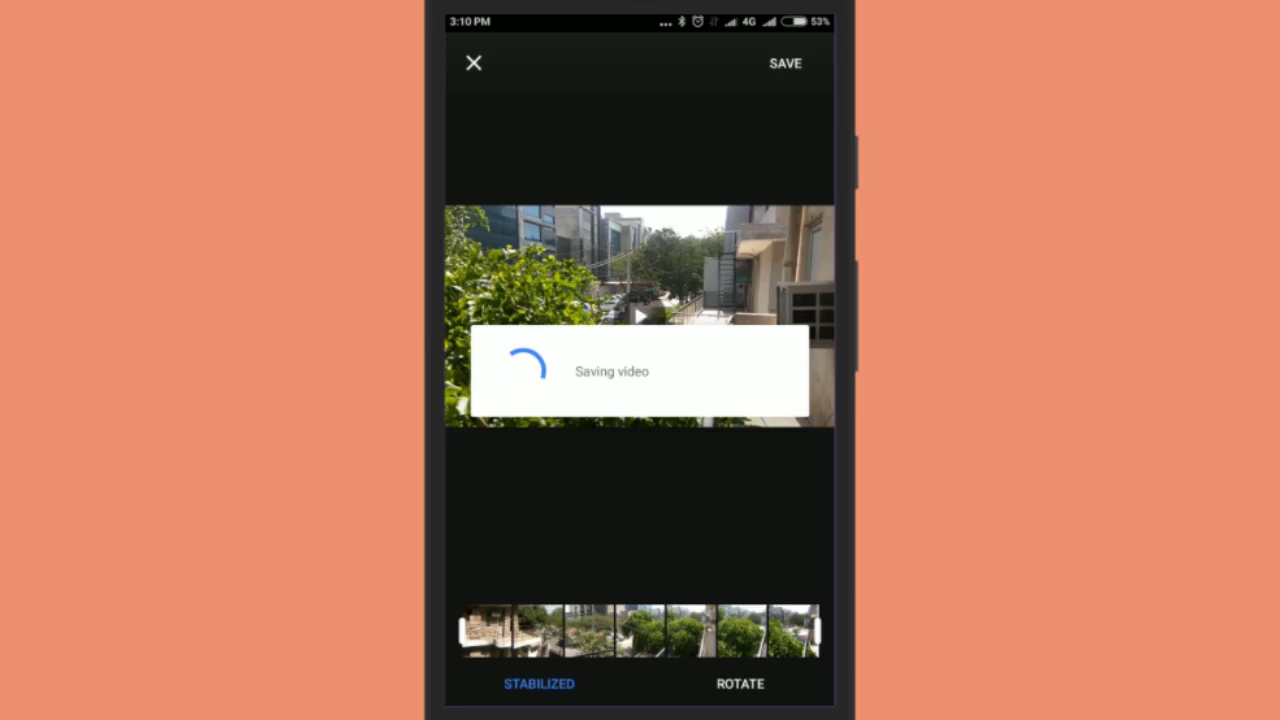 3:10 PM ... 4G 53%
SAVE
Saving video
STABILIZED ROTATE